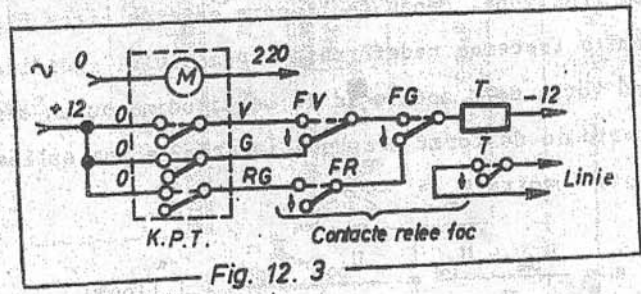 ~ 0 M 220
+12 0 V FV FG T -12
0 G T
0 RG FR Linie
K.P.T. Contacte relee foc
Fig. 12. 3